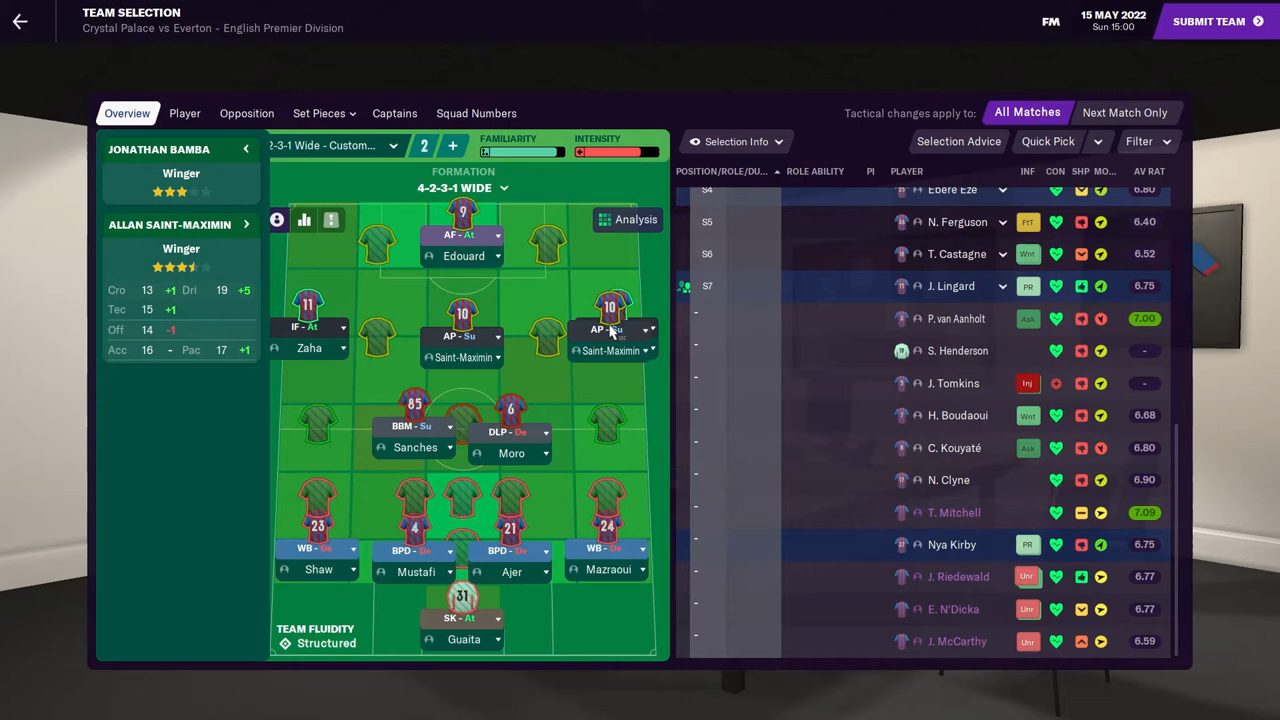 TEAM SELECTION
Crystal Palace vs Everton - English Premier Division
FM
15 MAY 2022
Sun 15:00
SUBMIT TEAM
Overview
Player
Opposition
Set Pieces
Captains
Squad Numbers
Tactical changes apply to:
All Matches
Next Match Only
JONATHAN BAMBA
Winger
ALLAN SAINT-MAXIMIN
Winger
Cro 13 +1 Dri 19 +5
Tec 15 +1
Off 14 -1
Acc 16 - Pac 17 +1
2-3-1 Wide - Custom...
2
+
FAMILIARITY
INTENSITY
FORMATION
4-2-3-1 WIDE
Analysis
9
AF - At
Edouard
11
IF - At
Zaha
10
AP - Su
Saint-Maximin
10
AP - Su
Saint-Maximin
85
BBM - Su
Sanches
6
DLP - De
Moro
23
WB - De
Shaw
4
BPD - De
Mustafi
21
BPD - De
Ajer
24
WB - De
Mazraoui
31
SK - At
Guaita
TEAM FLUIDITY
Structured
Selection Info
Selection Advice
Quick Pick
Filter
POSITION/ROLE/DU... ROLE ABILITY PI PLAYER INF CON SHP MO... AV RAT
S4 Ebere Eze 6.80
S5 N. Ferguson FtT 6.40
S6 T. Castagne Wnt 6.52
S7 J. Lingard PR 6.75
- P. van Aanholt Ask 7.00
- S. Henderson -
- J. Tomkins Inj -
- H. Boudaoui Wnt 6.68
- C. Kouyaté Ask 6.80
- N. Clyne 6.90
- T. Mitchell 7.09
- Nya Kirby PR 6.75
- J. Riedewald Unr 6.77
- E. N'Dicka Unr 6.77
- J. McCarthy Unr 6.59